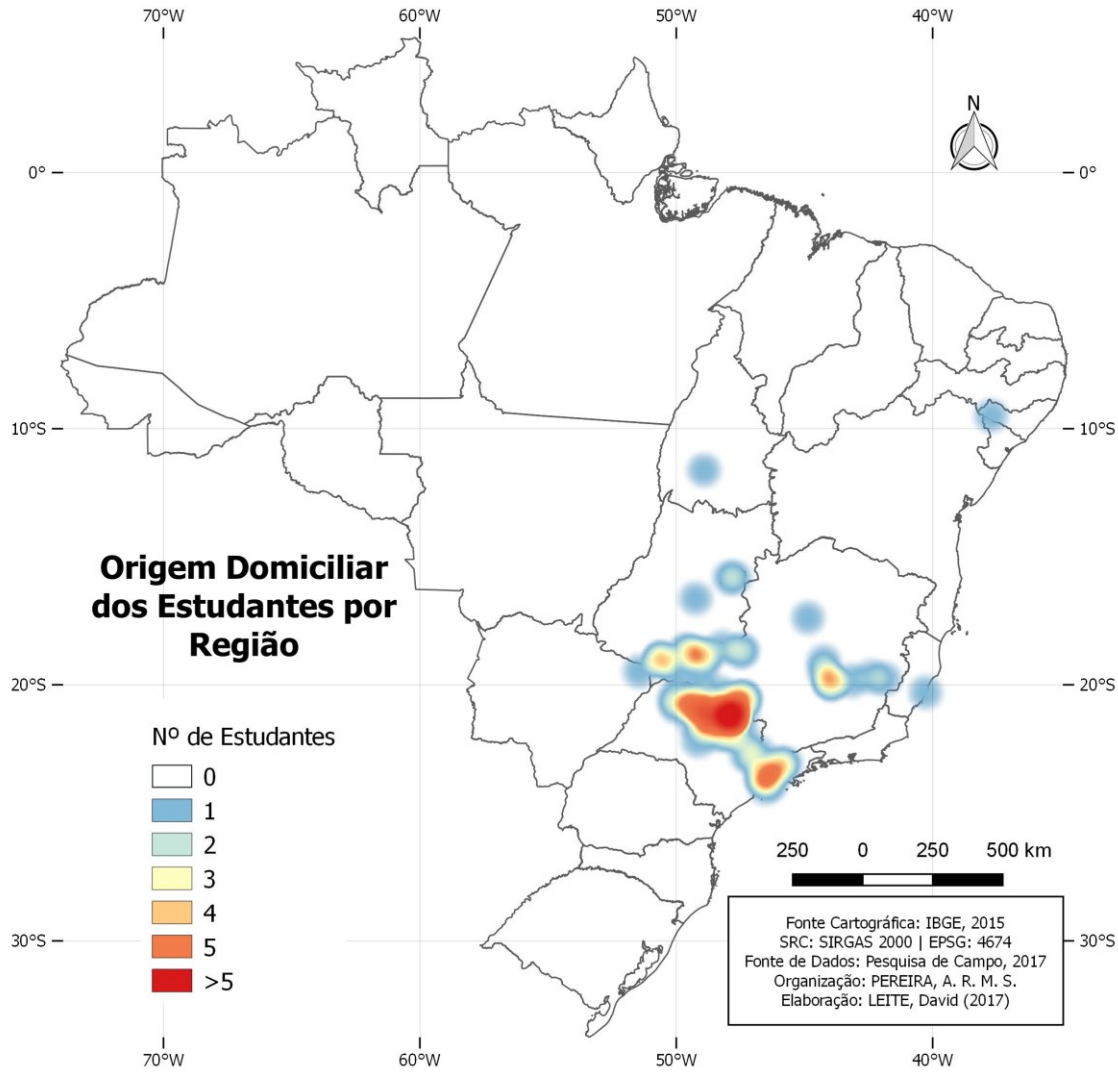 70°W 60°W 50°W 40°W
N
0° 0°
10°S 10°S
Origem Domiciliar
dos Estudantes por
Região
20°S 20°S
Nº de Estudantes
0
1
2
3
4
5
>5
250 0 250 500 km
Fonte Cartográfica: IBGE, 2015
SRC: SIRGAS 2000 | EPSG: 4674
Fonte de Dados: Pesquisa de Campo, 2017
Organização: PEREIRA, A. R. M. S.
Elaboração: LEITE, David (2017)
30°S 30°S
70°W 60°W 50°W 40°W